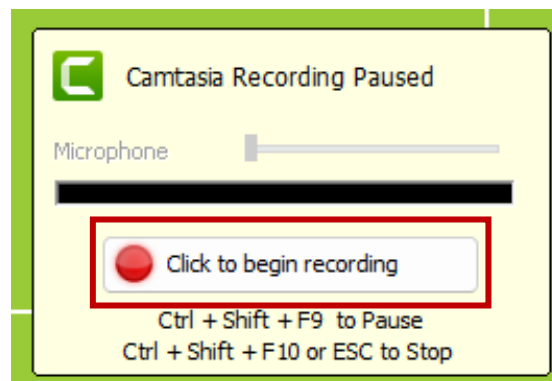 Camtasia Recording Paused
Microphone
Click to begin recording
Ctrl + Shift + F9 to Pause
Ctrl + Shift + F10 or ESC to Stop